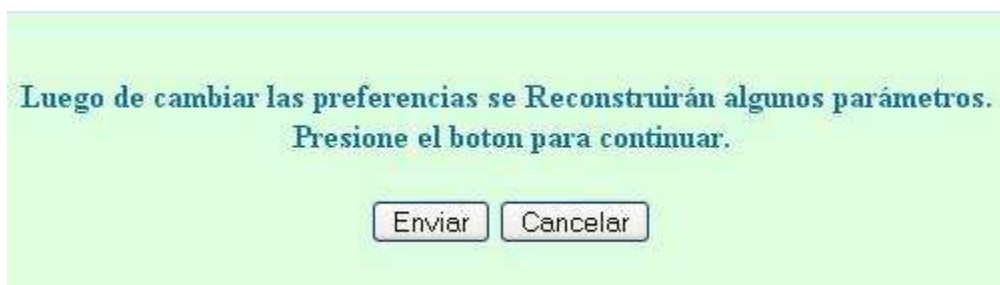 Luego de cambiar las preferencias se Reconstruirán algunos parámetros.
Presione el boton para continuar.
Enviar Cancelar